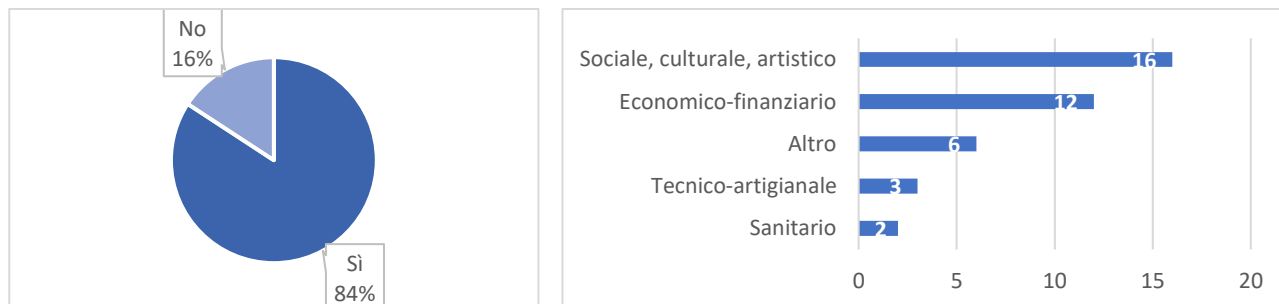 No
16%
Sì
84%
Sociale, culturale, artistico
16
Economico-finanziario
12
Altro
6
Tecnico-artigianale
3
Sanitario
2
0 5 10 15 20